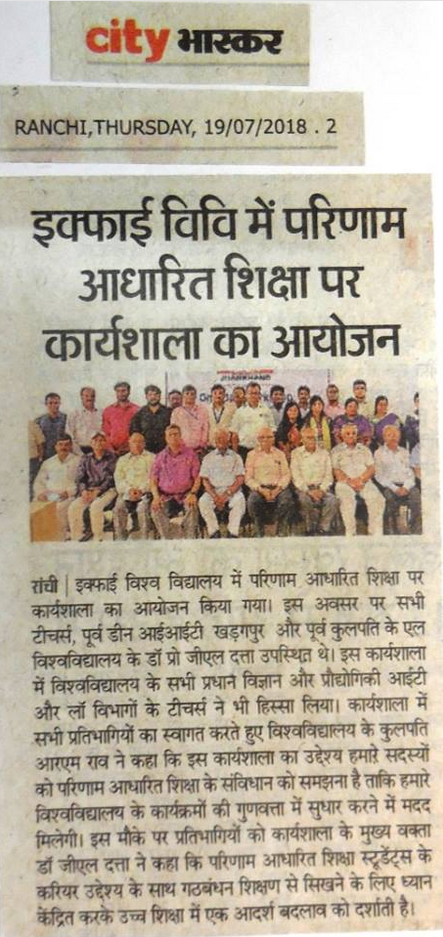 city भास्कर
RANCHI,THURSDAY, 19/07/2018 . 2
इक्फाई विवि में परिणाम
आधारित शिक्षा पर
कार्यशाला का आयोजन
JHARKHAND
रांची | इक्फाई विश्व विद्यालय में परिणाम आधारित शिक्षा पर
कार्यशाला का आयोजन किया गया। इस अवसर पर सभी
टीचर्स, पूर्व डीन आईआईटी खड़गपुर और पूर्व कुलपति के एल
विश्वविद्यालय के डॉ प्रो जीएल दत्ता उपस्थित थे। इस कार्यशाला
में विश्वविद्यालय के सभी प्रधान विज्ञान और प्रौद्योगिकी आईटी
और लॉ विभागों के टीचर्स ने भी हिस्सा लिया। कार्यशाला में
सभी प्रतिभागियों का स्वागत करते हुए विश्वविद्यालय के कुलपति
आरएम राव ने कहा कि इस कार्यशाला का उद्देश्य हमारे सदस्यों
को परिणाम आधारित शिक्षा के संविधान को समझना है ताकि हमारे
विश्वविद्यालय के कार्यक्रमों की गुणवत्ता में सुधार करने में मदद
मिलेगी। इस मौके पर प्रतिभागियों को कार्यशाला के मुख्य वक्ता
डॉ जीएल दत्ता ने कहा कि परिणाम आधारित शिक्षा स्टूडेंट्स के
करियर उद्देश्य के साथ गठबंधन शिक्षण से सिखने के लिए ध्यान
केंद्रित करके उच्च शिक्षा में एक आदर्श बदलाव को दर्शाती है।